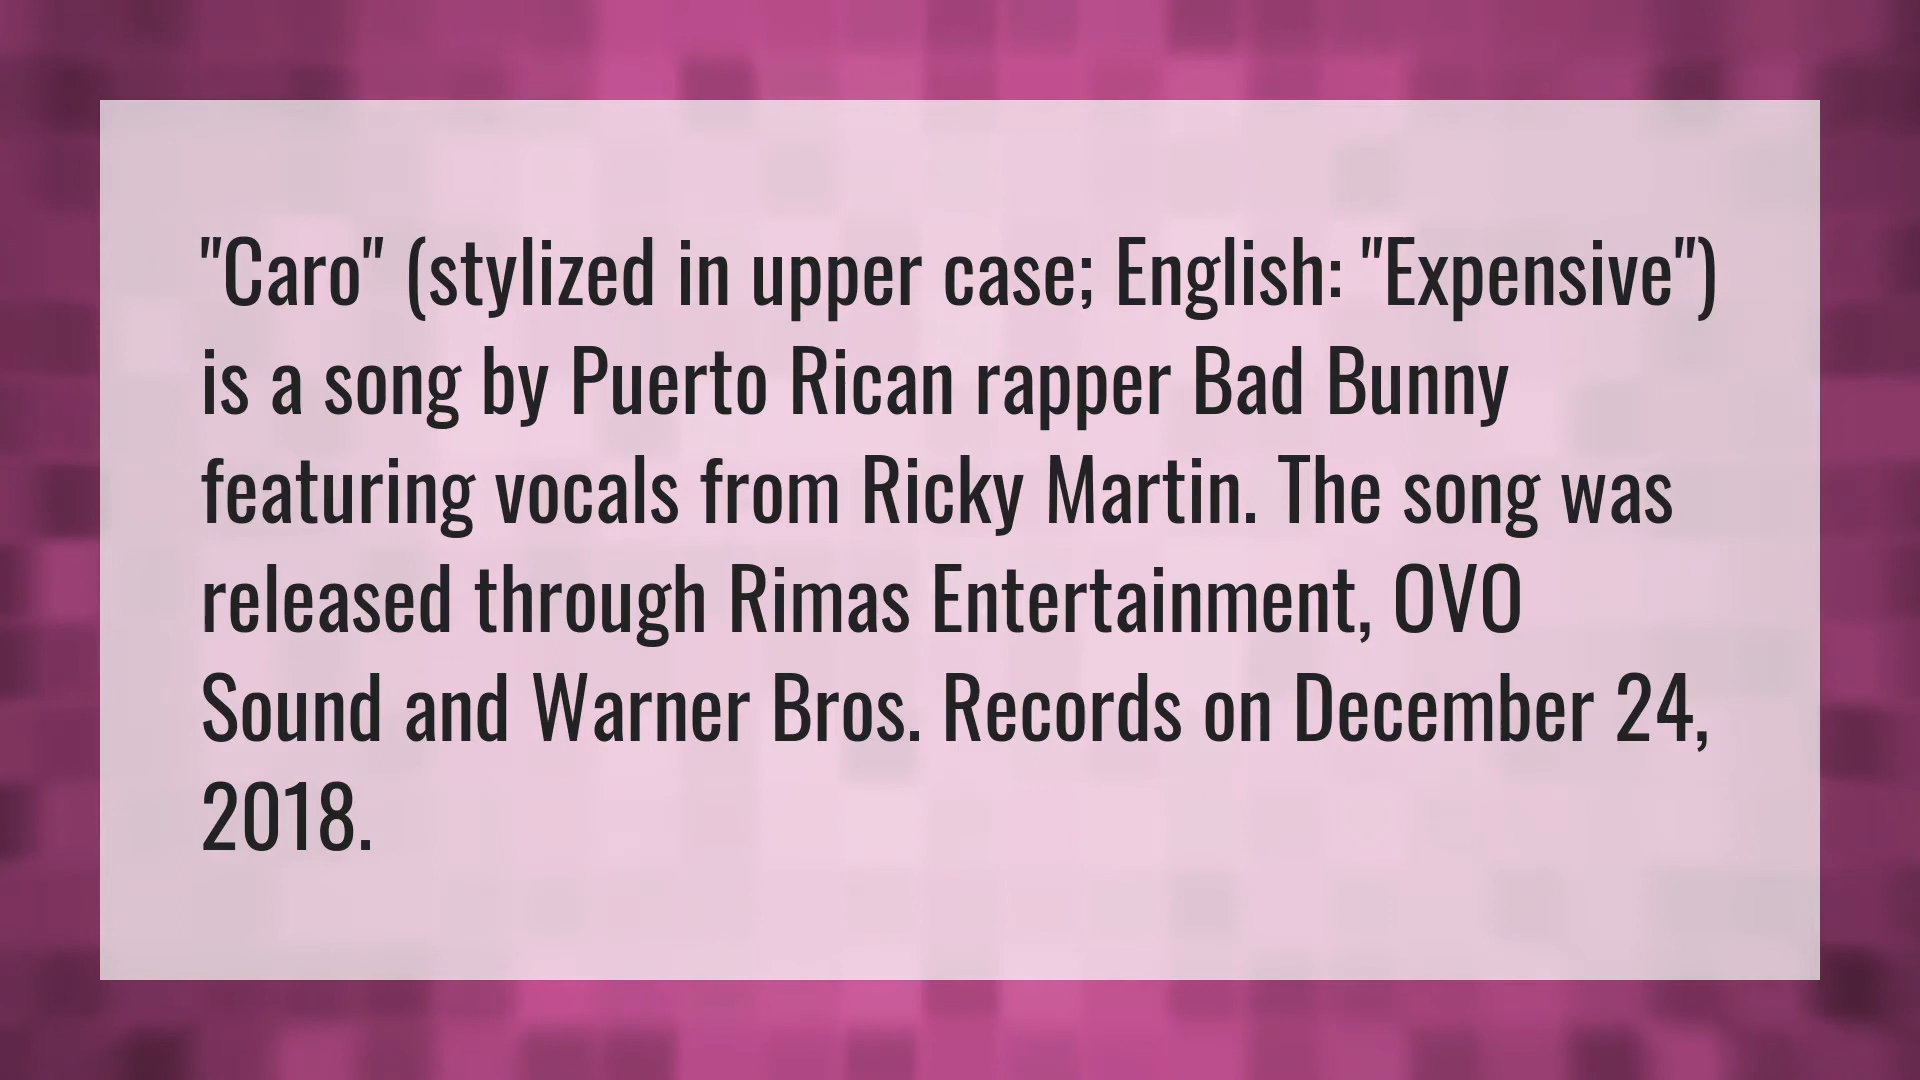 "Caro" (stylized in upper case; English: "Expensive")
is a song by Puerto Rican rapper Bad Bunny
featuring vocals from Ricky Martin. The song was
released through Rimas Entertainment, OVO
Sound and Warner Bros. Records on December 24,
2018.